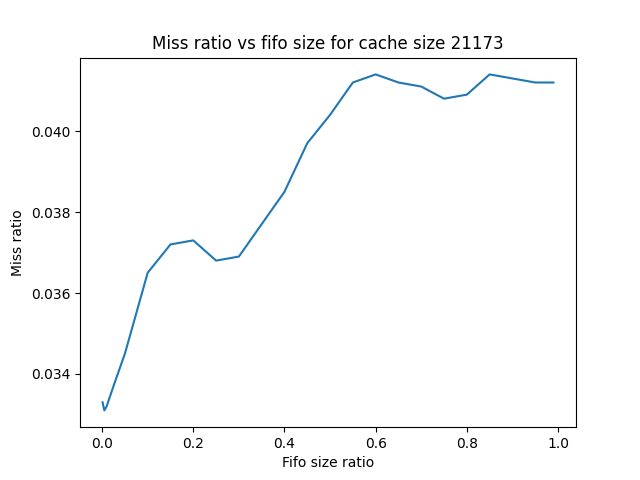 Miss ratio vs fifo size for cache size 21173
0.040
0.038
0.036
0.034
Miss ratio
0.0 0.2 0.4 0.6 0.8 1.0
Fifo size ratio